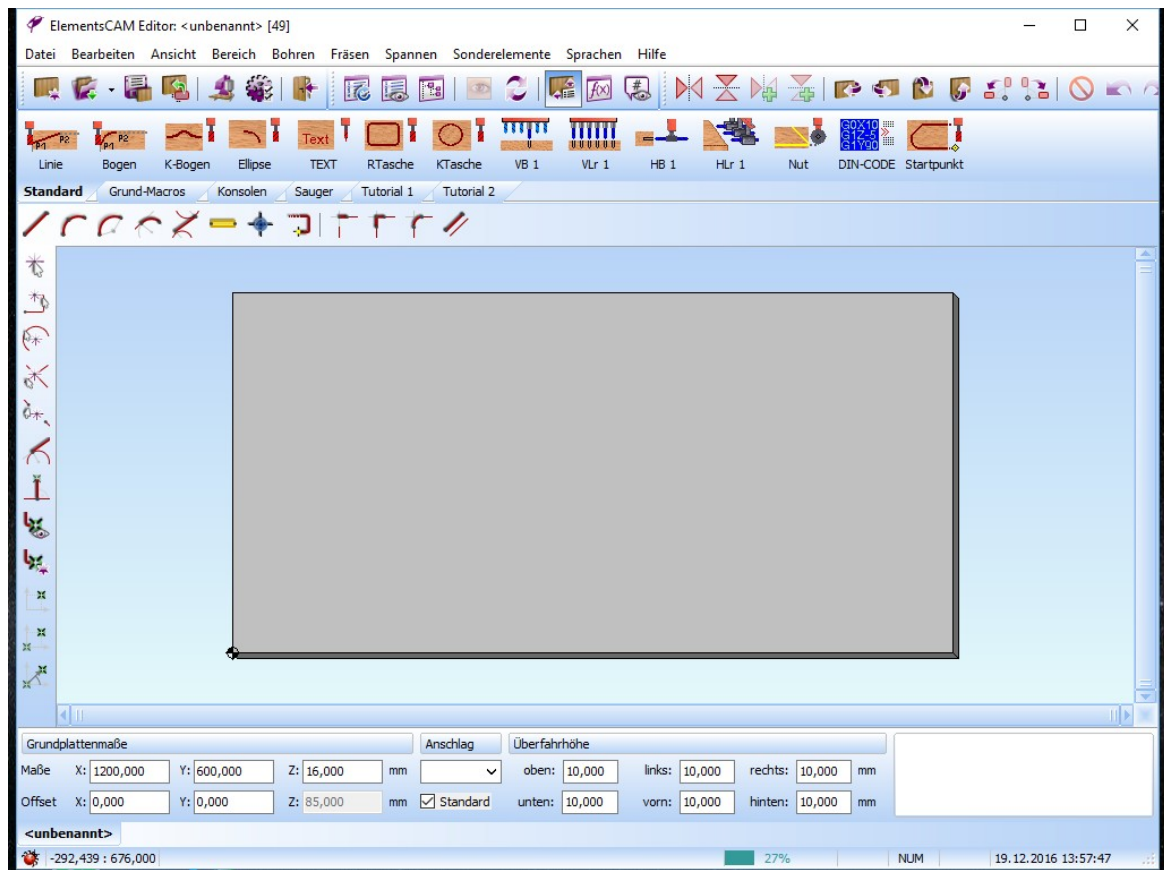 ElementsCAM Editor: <unbenannt> [49]
Datei Bearbeiten Ansicht Bereich Bohren Fräsen Spannen Sonderelemente Sprachen Hilfe
f(x)
P1 P2 P1 P2 Text G0X10 G1Z-5 G1Y90
Linie Bogen K-Bogen Ellipse TEXT RTasche KTasche VB 1 VLr 1 HB 1 HLr 1 Nut DIN-CODE Startpunkt
Standard Grund-Macros Konsolen Sauger Tutorial 1 Tutorial 2
Grundplattenmaße Anschlag Überfahrhöhe
Maße X: 1200,000 Y: 600,000 Z: 16,000 mm oben: 10,000 links: 10,000 rechts: 10,000 mm
Offset X: 0,000 Y: 0,000 Z: 85,000 mm Standard unten: 10,000 vorn: 10,000 hinten: 10,000 mm
<unbenannt>
-292,439 : 676,000 27% NUM 19.12.2016 13:57:47